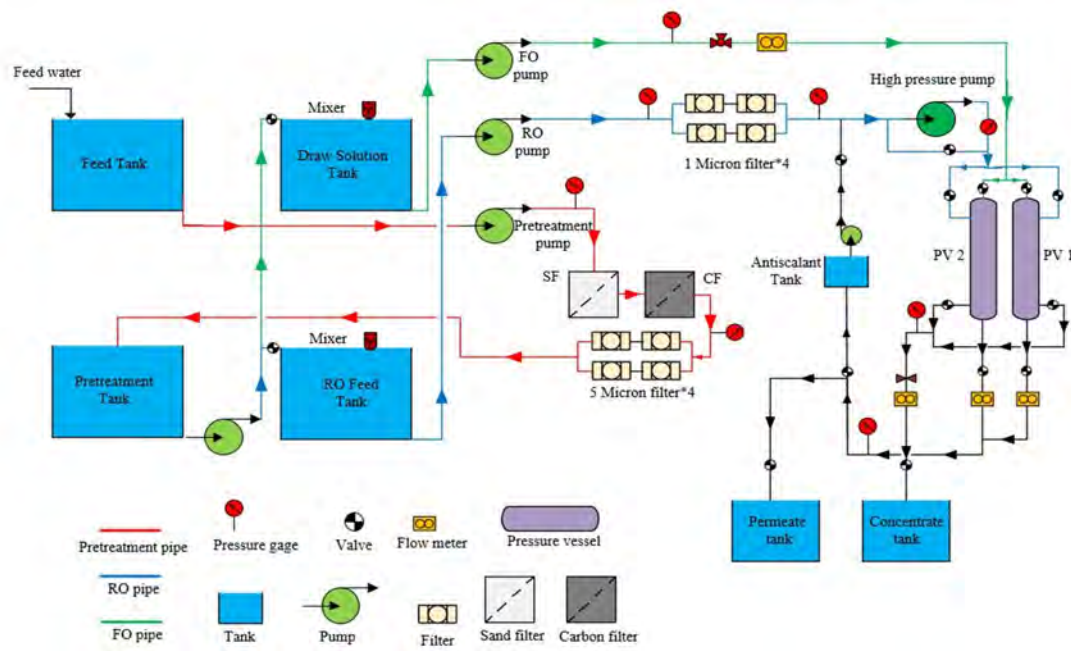 Feed water
Feed Tank
Mixer
Draw Solution
Tank
FO
pump
RO
pump
1 Micron filter*4
High pressure pump
Pretreatment
pump
SF
CF
Antiscalant
Tank
PV 2
PV 1
Pretreatment
Tank
Mixer
RO Feed
Tank
5 Micron filter*4
Permeate
tank
Concentrate
tank
Pretreatment pipe
Pressure gage
Valve
Flow meter
Pressure vessel
RO pipe
FO pipe
Tank
Pump
Filter
Sand filter
Carbon filter